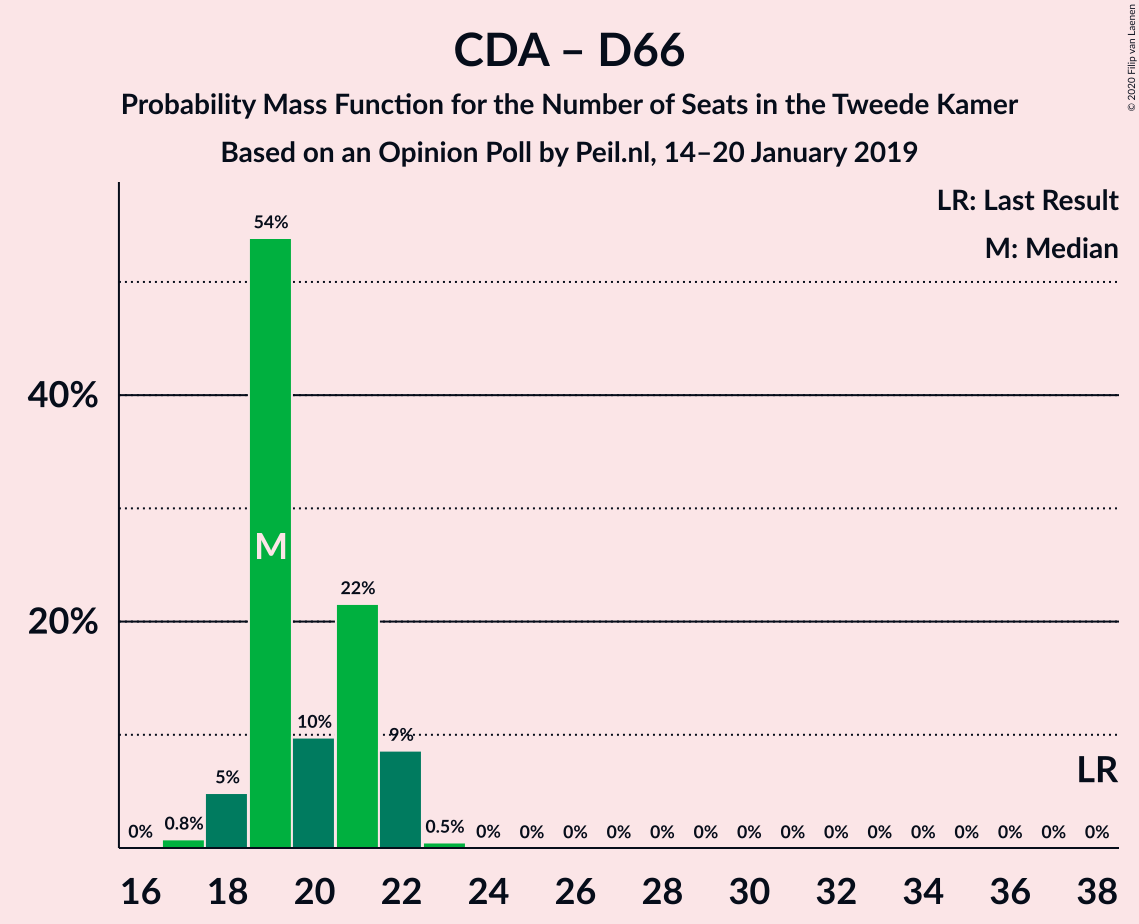 CDA – D66
Probability Mass Function for the Number of Seats in the Tweede Kamer
Based on an Opinion Poll by Peil.nl, 14–20 January 2019
© 2020 Filip van Laenen
LR: Last Result
M: Median
54%
40%
M
22%
20%
10%
9%
5%
LR
0% 0.8% 0.5% 0% 0% 0% 0% 0% 0% 0% 0% 0% 0% 0% 0% 0% 0% 0%
16 18 20 22 24 26 28 30 32 34 36 38